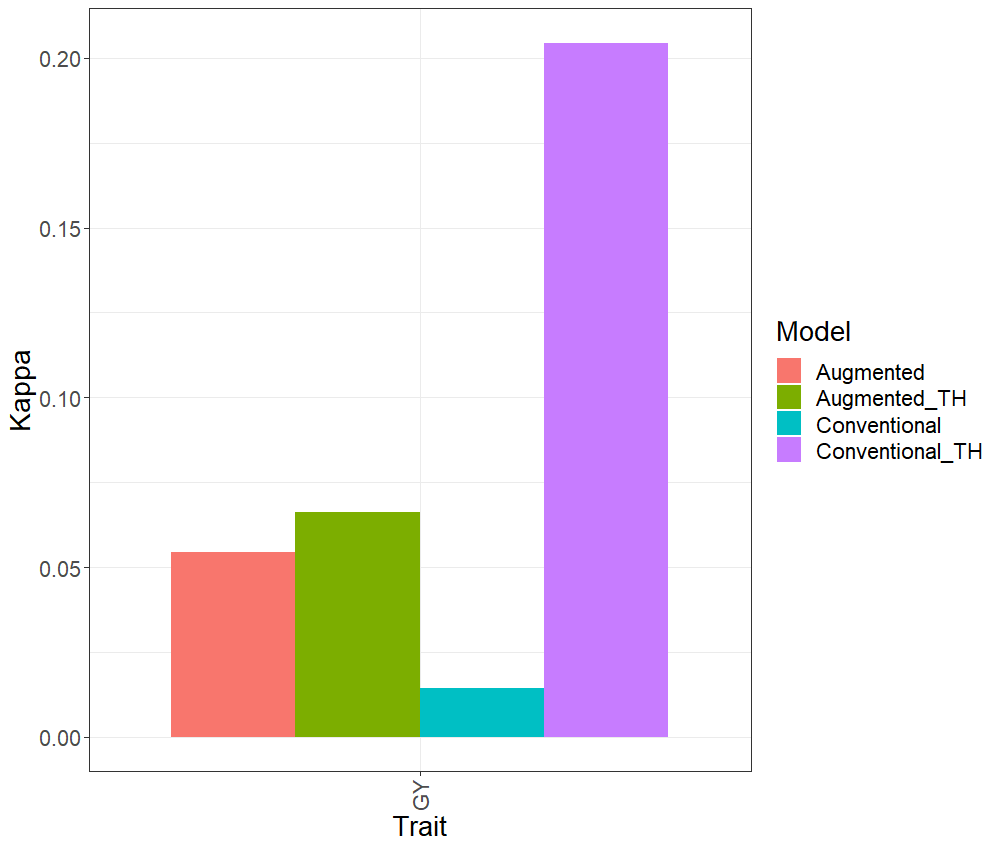 Kappa
0.20
0.15
0.10
0.05
0.00
GY
Trait
Model
Augmented
Augmented_TH
Conventional
Conventional_TH